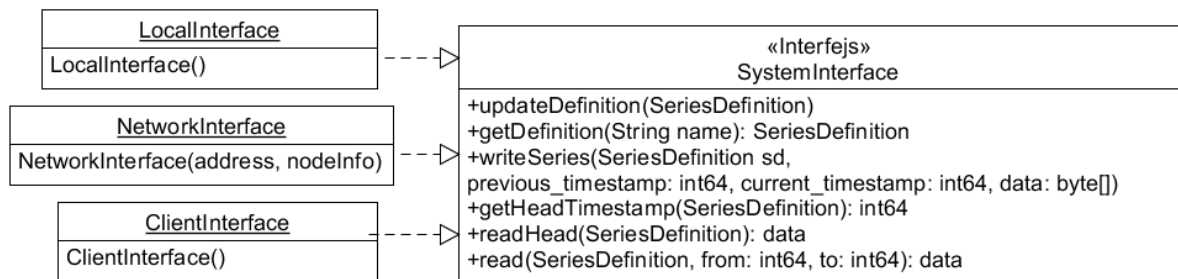 LocalInterface
LocalInterface()
NetworkInterface
NetworkInterface(address, nodeInfo)
ClientInterface
ClientInterface()
«Interfejs»
SystemInterface
+updateDefinition(SeriesDefinition)
+getDefinition(String name): SeriesDefinition
+writeSeries(SeriesDefinition sd,
previous_timestamp: int64, current_timestamp: int64, data: byte[])
+getHeadTimestamp(SeriesDefinition): int64
+readHead(SeriesDefinition): data
+read(SeriesDefinition, from: int64, to: int64): data